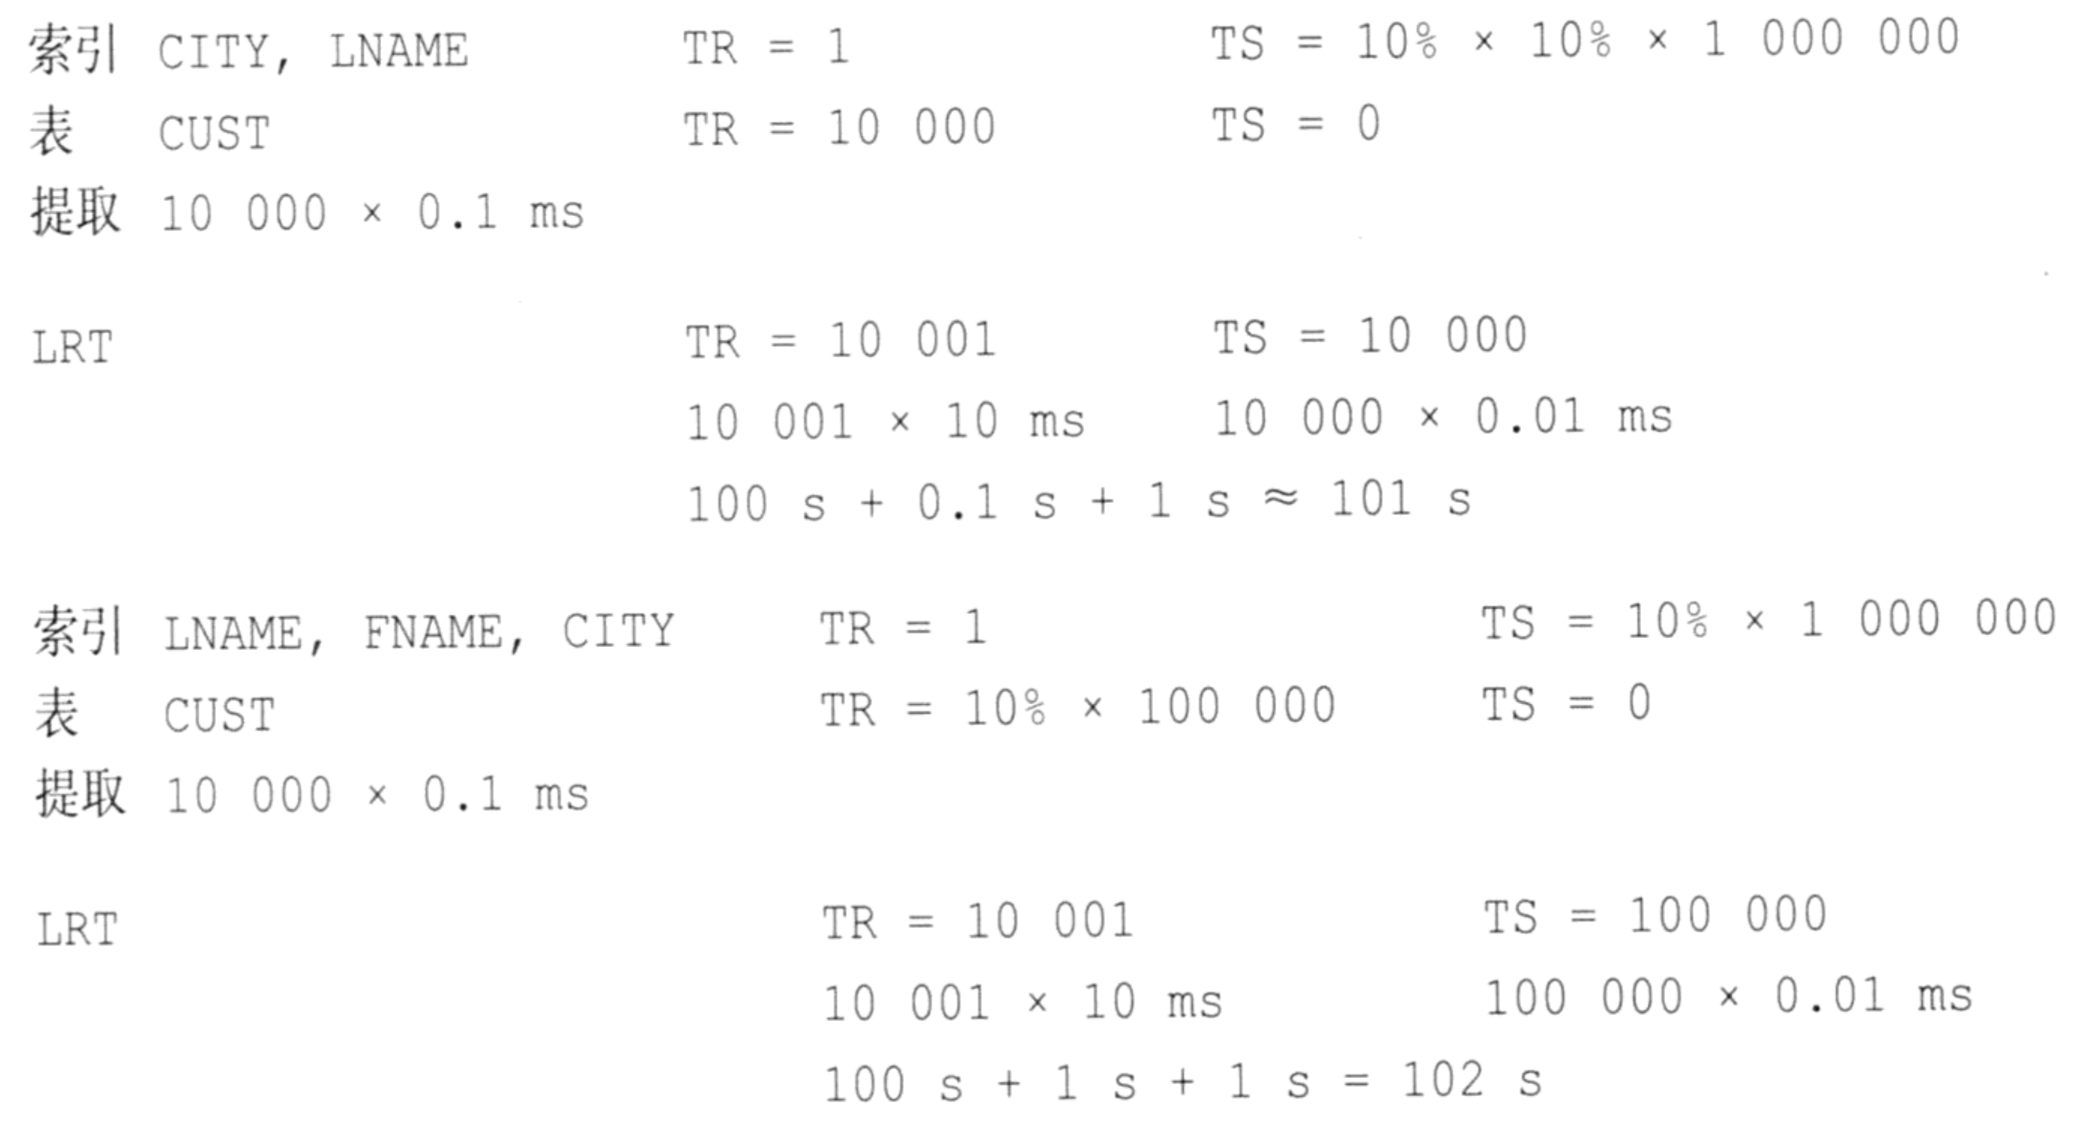 索引 CITY, LNAME TR = 1 TS = 10% × 10% × 1 000 000
表 CUST TR = 10 000 TS = 0
提取 10 000 × 0.1 ms
LRT TR = 10 001 TS = 10 000
10 001 × 10 ms 10 000 × 0.01 ms
100 s + 0.1 s + 1 s ≈ 101 s
索引 LNAME, FNAME, CITY TR = 1 TS = 10% × 1 000 000
表 CUST TR = 10% × 100 000 TS = 0
提取 10 000 × 0.1 ms
LRT TR = 10 001 TS = 100 000
10 001 × 10 ms 100 000 × 0.01 ms
100 s + 1 s + 1 s = 102 s